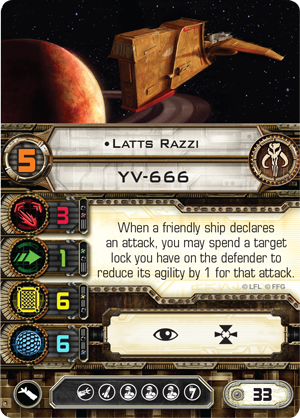 •Latts Razzi
5
YV-666
3
1
6
6
When a friendly ship declares
an attack, you may spend a target
lock you have on the defender to
reduce its agility by 1 for that attack.
© LFL © FFG
33